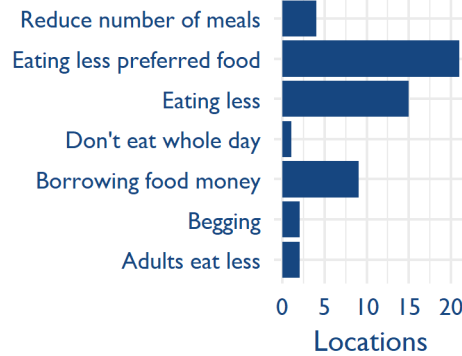 Reduce number of meals
Eating less preferred food
Eating less
Don't eat whole day
Borrowing food money
Begging
Adults eat less
0 5 10 15 20
Locations